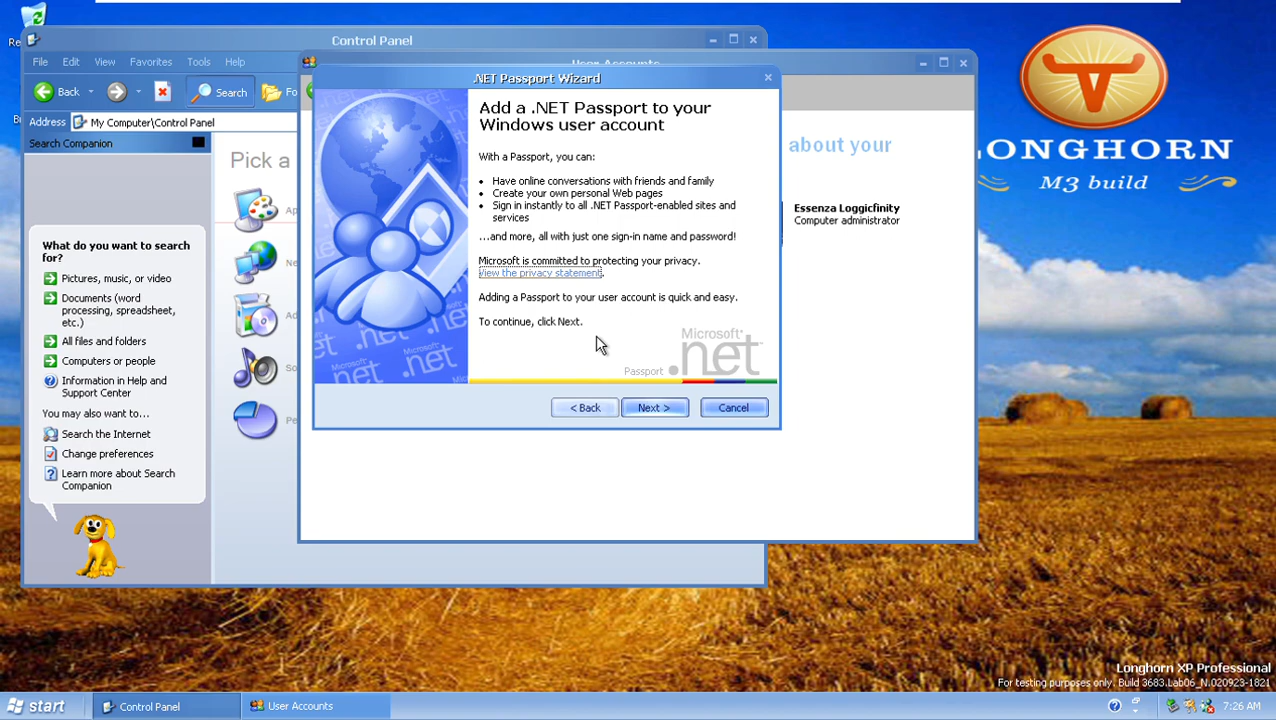 Re
Control Panel
File Edit View Favorites Tools Help
Back Search Fo
Address My Computer\Control Panel
Search Companion
What do you want to search for?
Pictures, music, or video
Documents (word
processing, spreadsheet,
etc.)
All files and folders
Computers or people
Information in Help and
Support Center
You may also want to...
Search the Internet
Change preferences
Learn more about Search
Companion
Pick a
Ap
Ne
Ad
So
Pe
User Accounts
about your
Essenza Loggicfinity
Computer administrator
.NET Passport Wizard
Add a .NET Passport to your
Windows user account
With a Passport, you can:
• Have online conversations with friends and family
• Create your own personal Web pages
• Sign in instantly to all .NET Passport-enabled sites and
services
...and more, all with just one sign-in name and password!
Microsoft is committed to protecting your privacy.
View the privacy statement.
Adding a Passport to your user account is quick and easy.
To continue, click Next.
Microsoft
.net
Passport
< Back Next > Cancel
LONGHORN
M3 build
Longhorn XP Professional
For testing purposes only. Build 3683.Lab06_N.020923-1821
start Control Panel User Accounts 7:26 AM